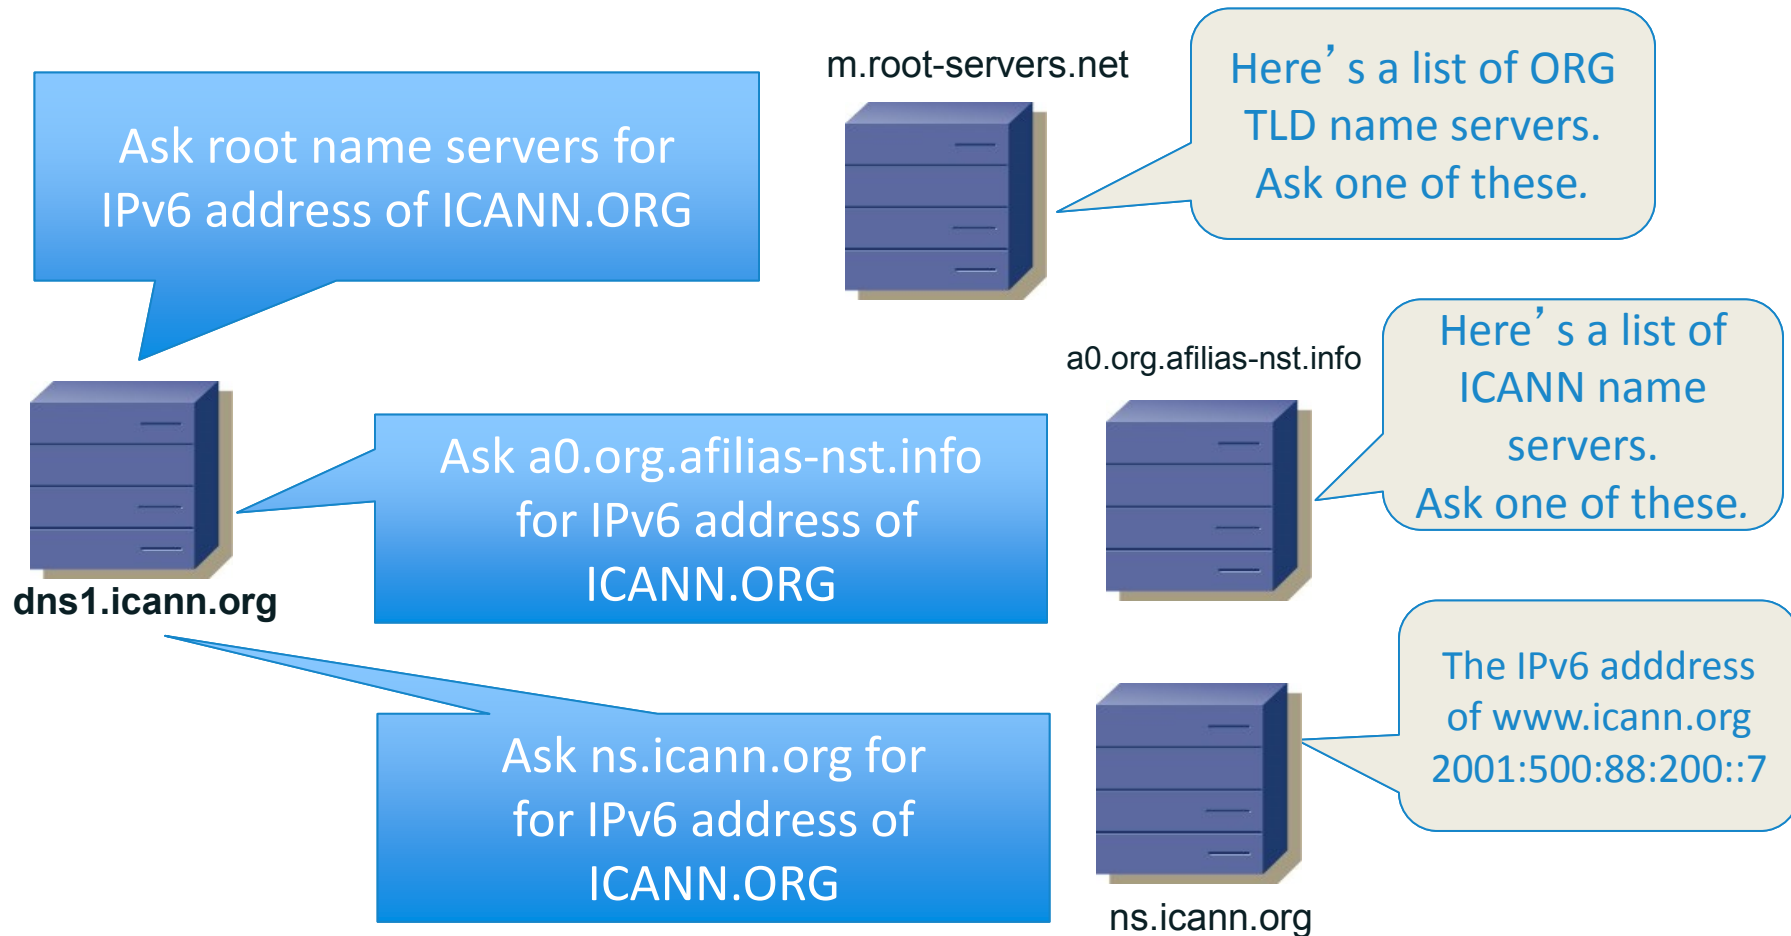 m.root-servers.net
Here's a list of ORG
TLD name servers.
Ask one of these.
Ask root name servers for
IPv6 address of ICANN.ORG
a0.org.afilias-nst.info
Here's a list of
ICANN name
servers.
Ask one of these.
dns1.icann.org
Ask a0.org.afilias-nst.info
for IPv6 address of
ICANN.ORG
The IPv6 adddress
of www.icann.org
2001:500:88:200::7
Ask ns.icann.org for
for IPv6 address of
ICANN.ORG
ns.icann.org